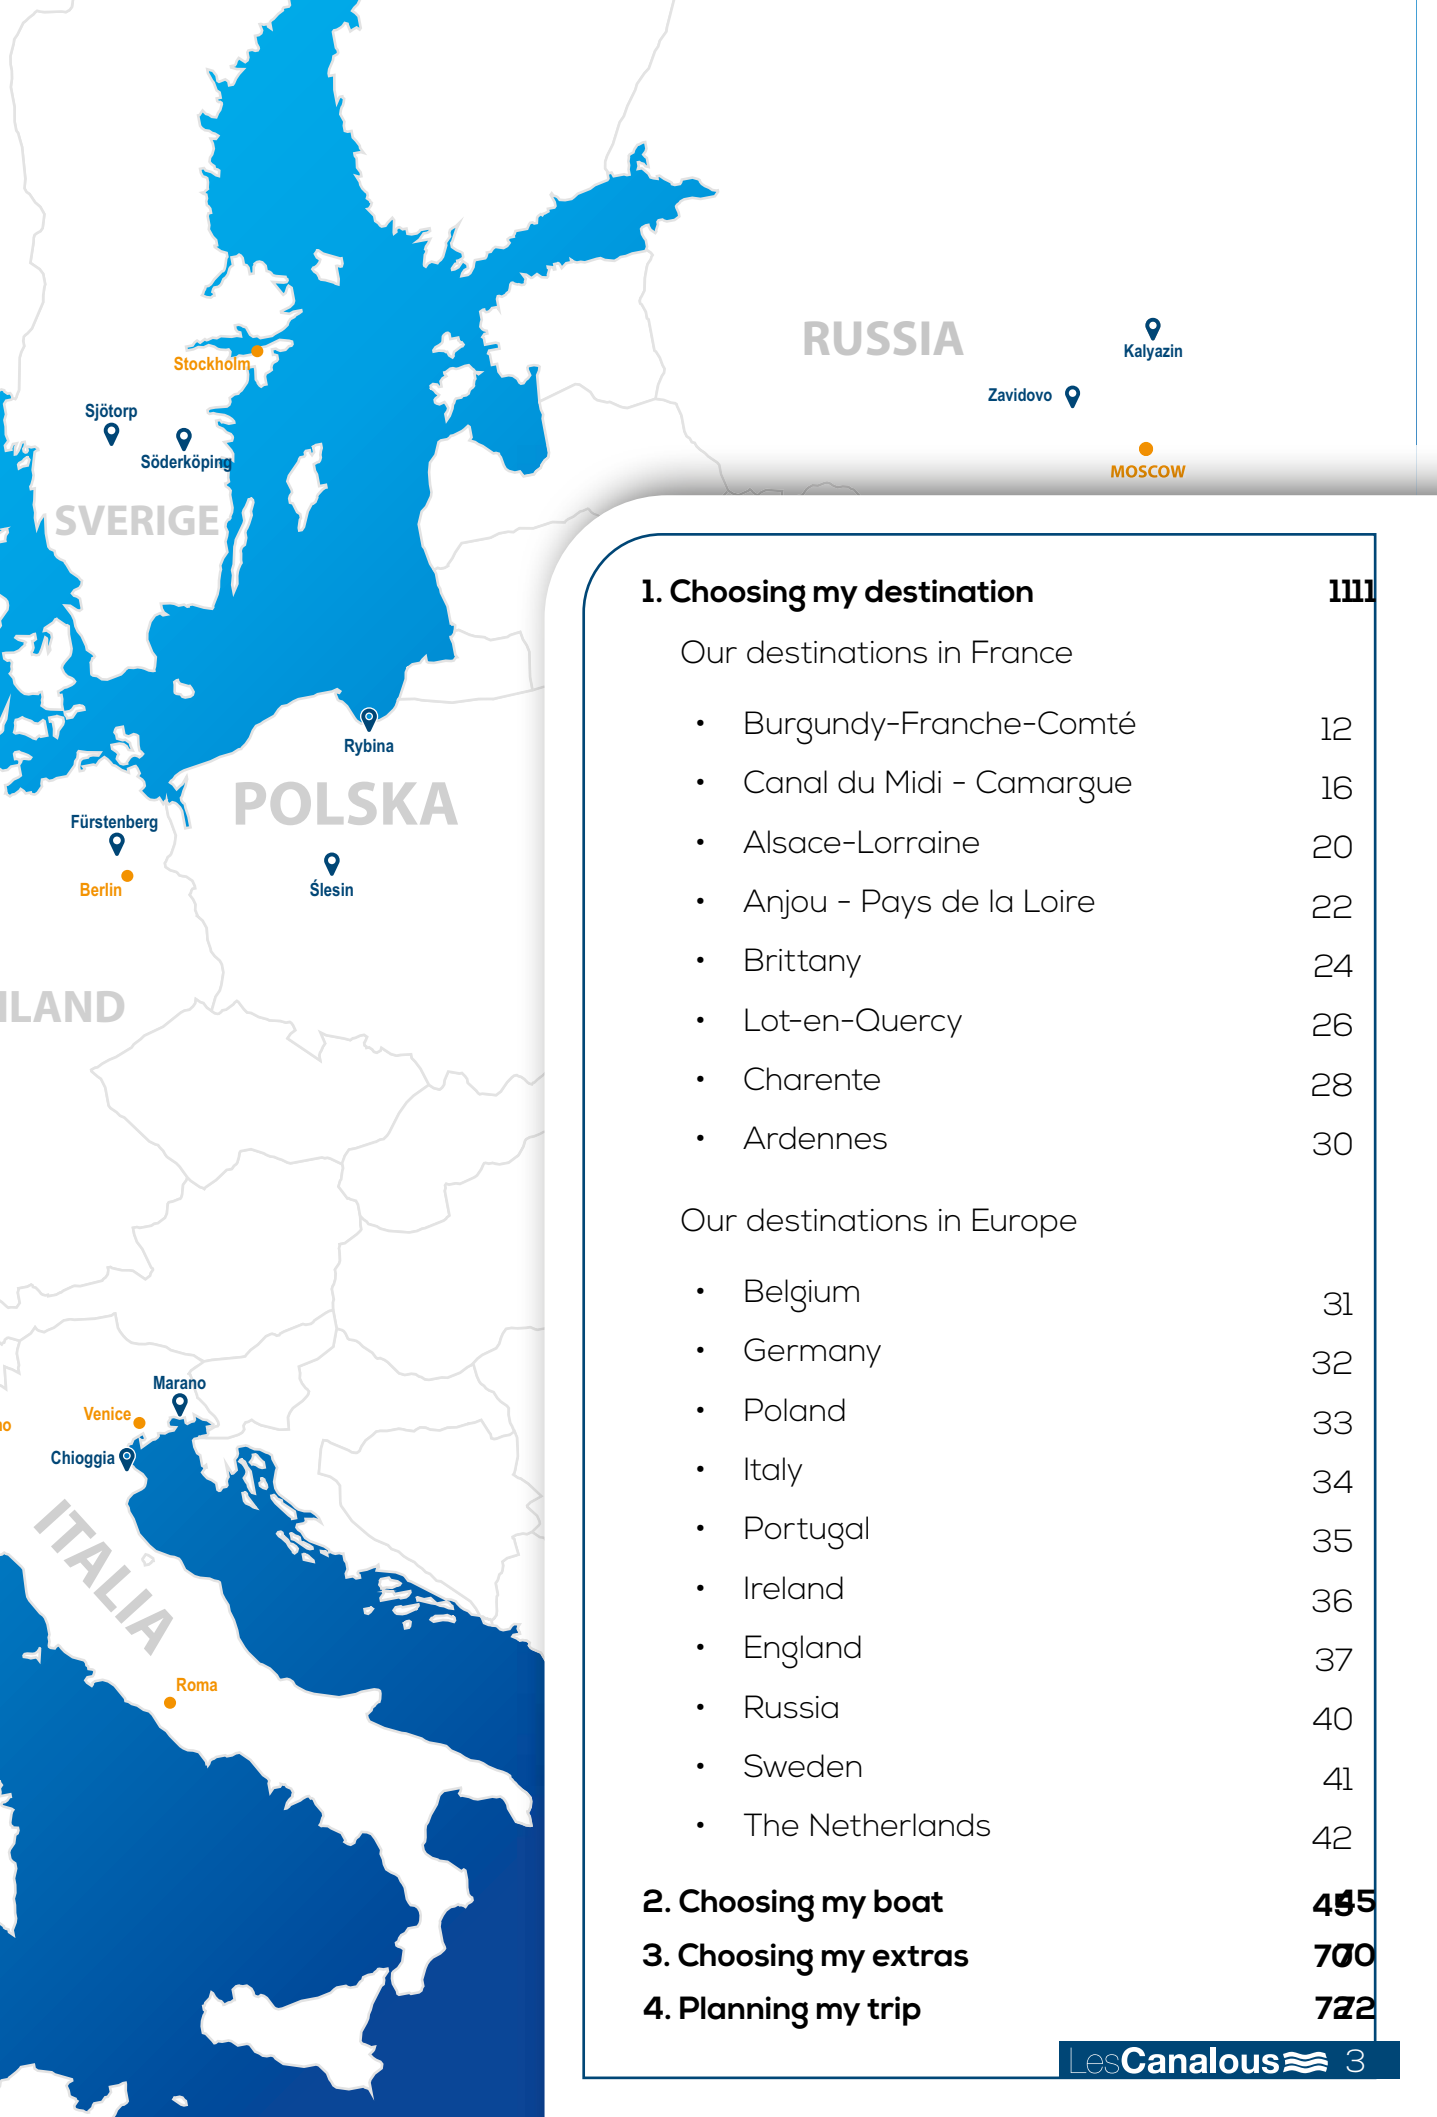 RUSSIA
Kalyazin
Zavidovo
MOSCOW
Stockholm
Sjötorp
Söderköping
SVERIGE
Rybina
POLSKA
Fürstenberg
Berlin
Ślesin
LAND
Marano
Venice
Chioggia
ITALIA
Roma
1. Choosing my destination 11
Our destinations in France
• Burgundy-Franche-Comté 12
• Canal du Midi - Camargue 16
• Alsace-Lorraine 20
• Anjou - Pays de la Loire 22
• Brittany 24
• Lot-en-Quercy 26
• Charente 28
• Ardennes 30
Our destinations in Europe
• Belgium 31
• Germany 32
• Poland 33
• Italy 34
• Portugal 35
• Ireland 36
• England 37
• Russia 40
• Sweden 41
• The Netherlands 42
2. Choosing my boat 45
3. Choosing my extras 70
4. Planning my trip 72
LesCanalous 3